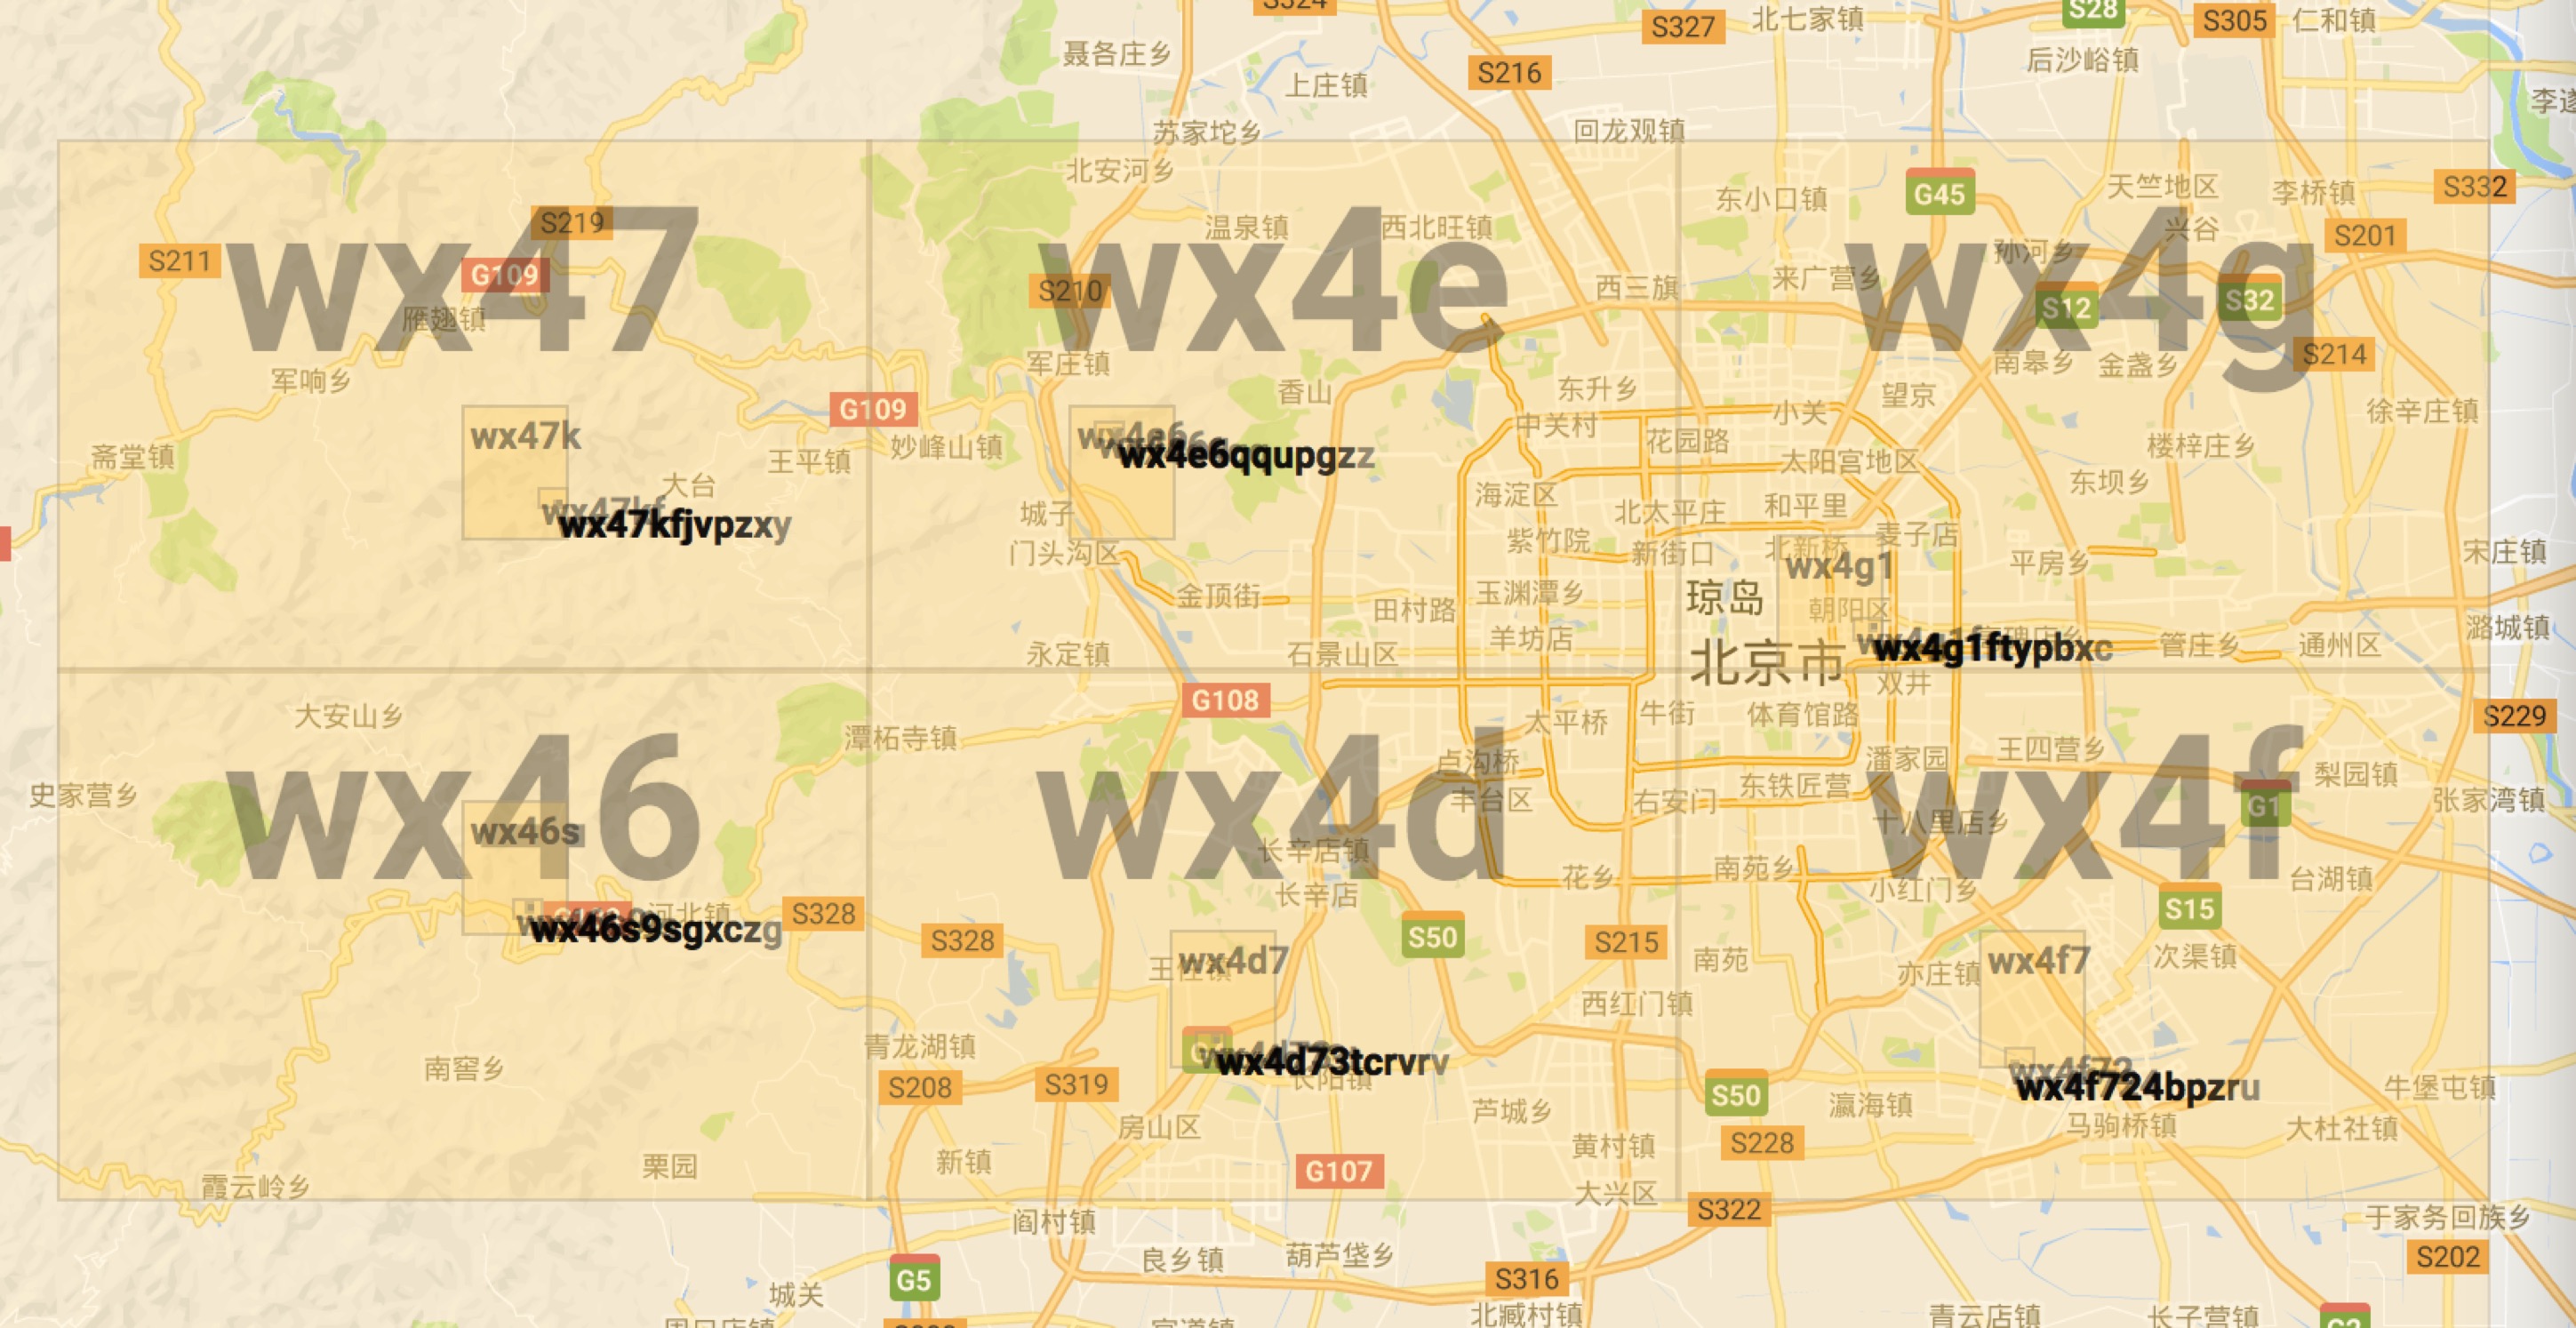 S324
S327
北七家镇
S28
S305
仁和镇
聂各庄乡
上庄镇
S216
后沙峪镇
苏家坨乡
回龙观镇
北安河乡
东小口镇
G45
天竺地区
李桥镇
S332
S219
S211
G109
wx47
雁翅镇
军响乡
温泉镇
西北旺镇
S210
wx4e
西三旗
来广营乡
孙河乡
兴谷
S201
S12
S32
wx4g
S214
军庄镇
香山
东升乡
望京
南皋乡
金盏乡
G109
中关村
小关
徐辛庄镇
斋堂镇
wx47k
王平镇
妙峰山镇
wx4e6qqupgzz
花园路
太阳宫地区
楼梓庄乡
大台
wx47kfjvpzxy
城子
海淀区
北太平庄
和平里
东坝乡
门头沟区
紫竹院
新街口
北新桥
麦子店
平房乡
宋庄镇
wx4g1
金顶街
田村路
玉渊潭乡
琼岛
朝阳区
永定镇
石景山区
羊坊店
北京市
wx4g1ftypbxc
管庄乡
通州区
潞城镇
双井
大安山乡
潭柘寺镇
G108
太平桥
牛街
体育馆路
S229
史家营乡
wx46
wx46s
卢沟桥
丰台区
wx4d
右安门
东铁匠营
潘家园
王四营乡
wx4f
G1
梨园镇
张家湾镇
十八里店乡
长辛店镇
长辛店
花乡
南苑乡
小红门乡
台湖镇
河北镇
wx46s9sgxczg
S328
S328
S50
S215
S15
wx4d7
南苑
亦庄镇
wx4f7
次渠镇
西红门镇
南窖乡
青龙湖镇
wx4d73tcrvrv
长阳镇
wx4f724bpzru
S208
S319
S50
芦城乡
瀛海镇
牛堡屯镇
房山区
黄村镇
S228
马驹桥镇
大杜社镇
霞云岭乡
栗园
新镇
G107
大兴区
S322
阎村镇
于家务回族乡
良乡镇
葫芦垡乡
S202
G5
城关
S316
北臧村镇
青云店镇
长子营镇